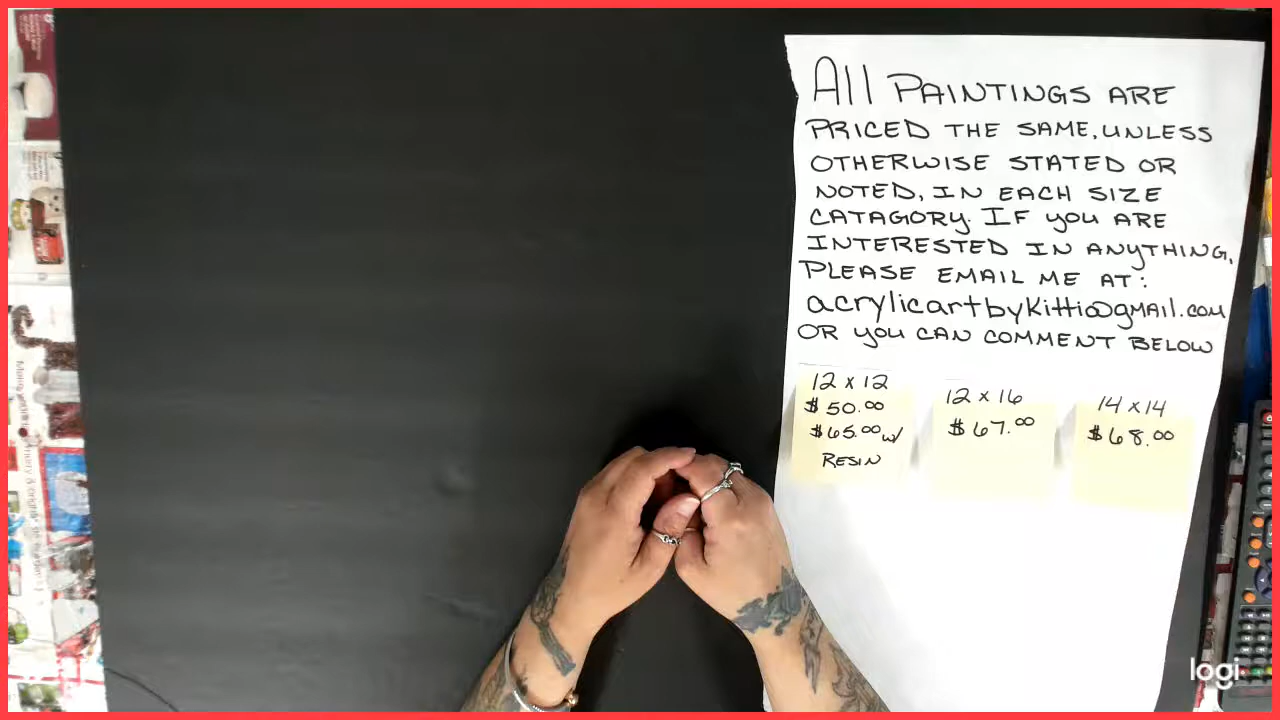 All PAINTINGS ARE
PRICED THE SAME, UNLESS
OTHERWISE STATED OR
NOTED, IN EACH SIZE
CATAGORY. IF YOU ARE
INTERESTED IN ANYTHING,
PLEASE EMAIL ME AT:
acrylicartbykitti@gmail.com
OR YOU CAN COMMENT BELOW
12 x 12
$50.00
$65.00 w/
RESIN
12 x 16
$67.00
14 x 14
$68.00
logi